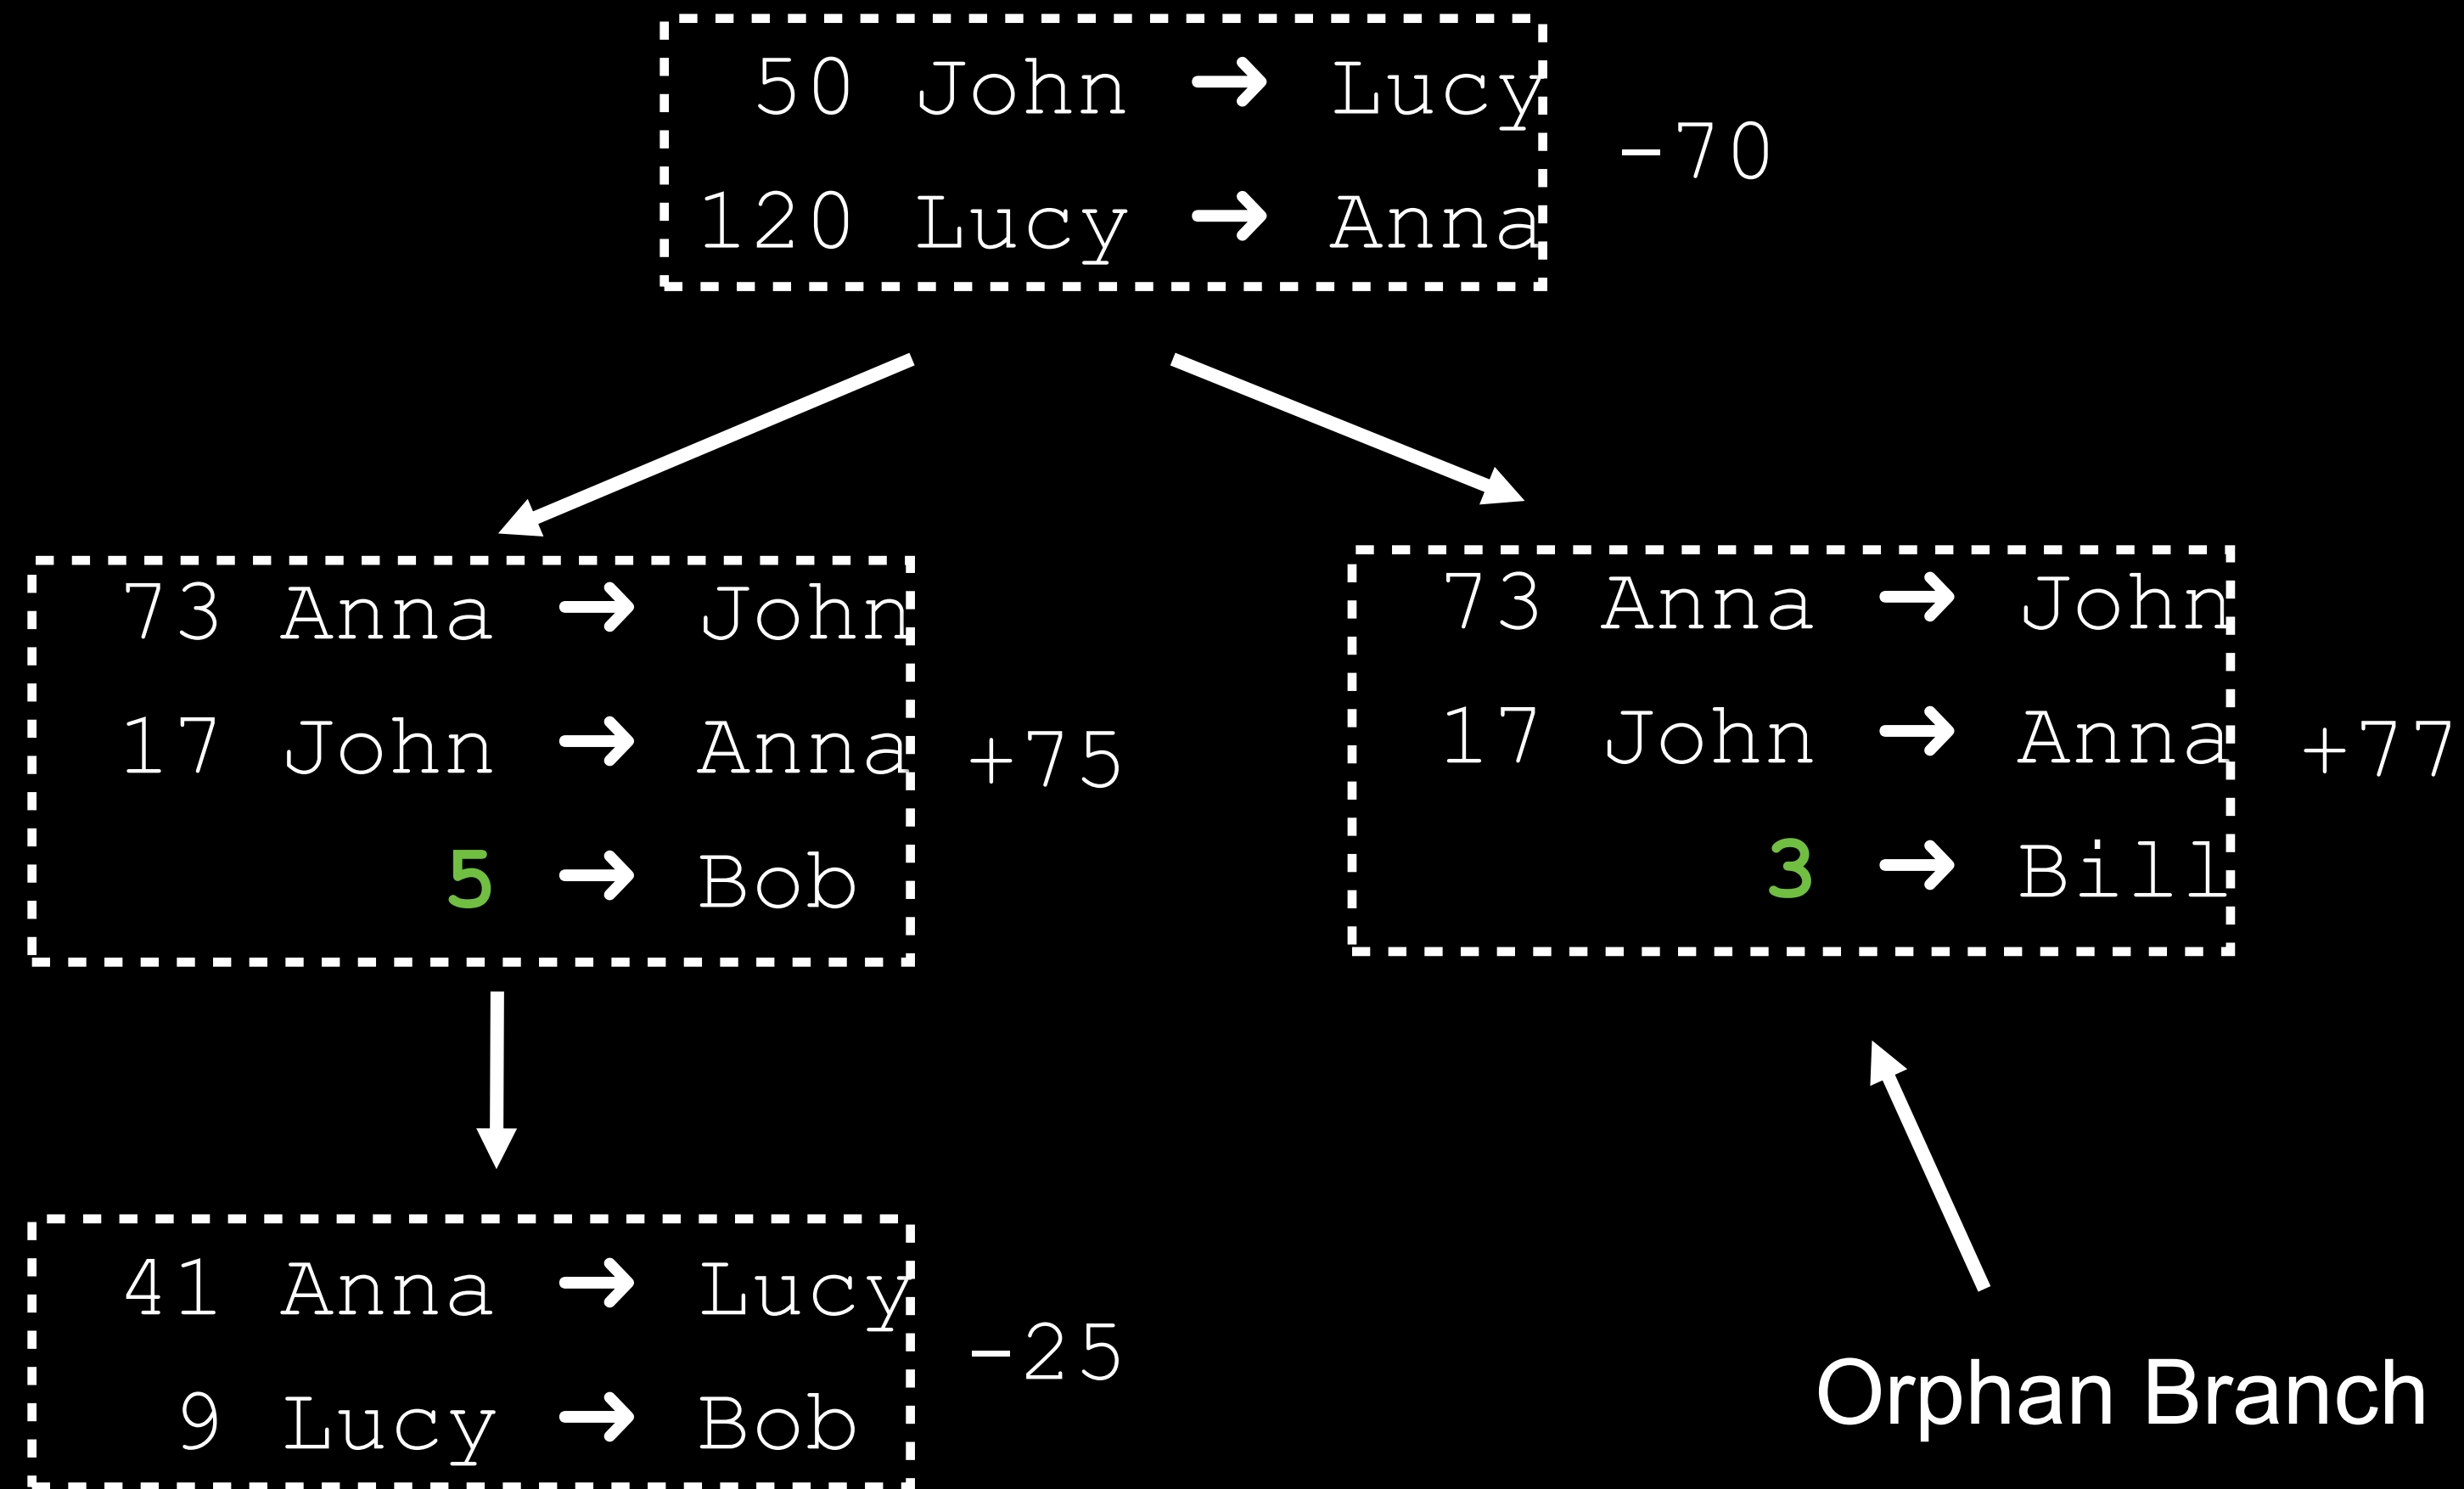 50 John → Lucy
120 Lucy → Anna
-70
73 Anna → John
17 John → Anna
5 → Bob
+75
73 Anna → John
17 John → Anna
3 → Bill
+77
41 Anna → Lucy
9 Lucy → Bob
-25
Orphan Branch